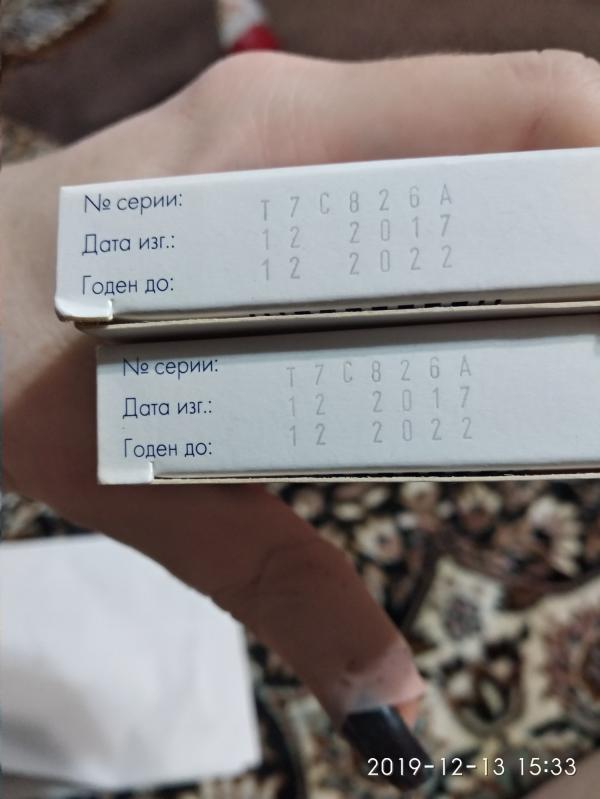 № серии: T7C826A
Дата изг.: 12 2017
Годен до: 12 2022
№ серии: T7C826A
Дата изг.: 12 2017
Годен до: 12 2022
2019-12-13 15:33